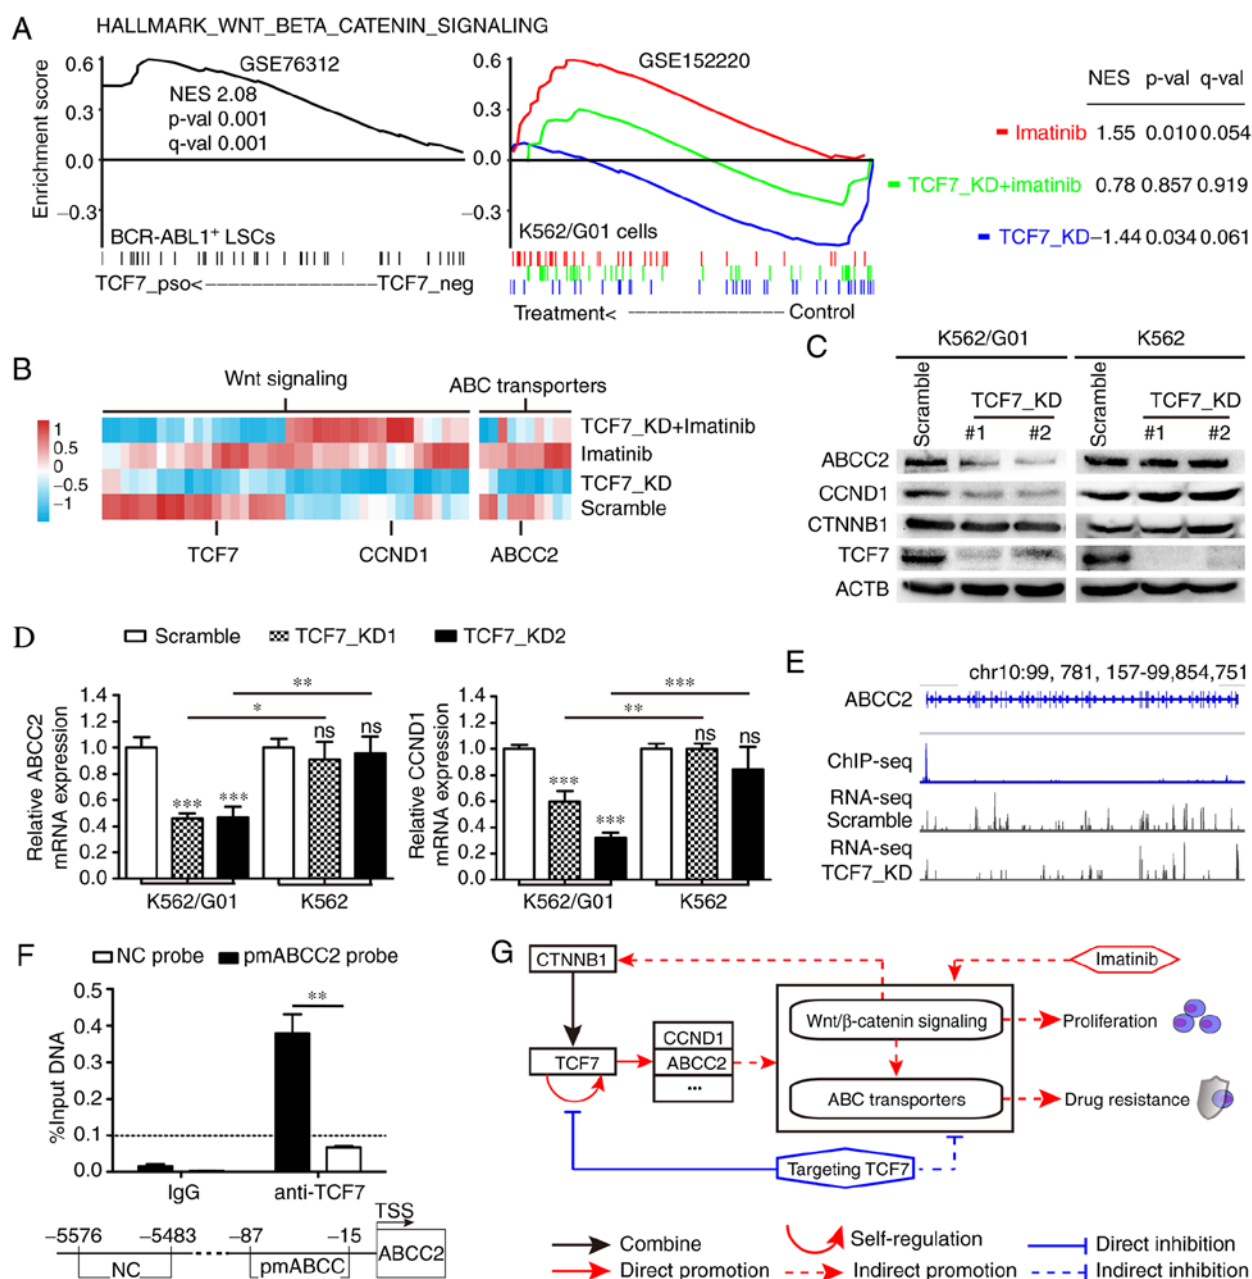 A
HALLMARK_WNT_BETA_CATENIN_SIGNALING
Enrichment score
0.6
0.3
0.0
−0.3
GSE76312
NES 2.08
p-val 0.001
q-val 0.001
BCR-ABL1+ LSCs
TCF7_pso<----------------TCF7_neg
0.6
0.3
0.0
−0.3
GSE152220
K562/G01 cells
Treatment< ---------------- Control
NES p-val q-val
Imatinib 1.55 0.010 0.054
TCF7_KD+imatinib 0.78 0.857 0.919
TCF7_KD −1.44 0.034 0.061
B
Wnt signaling
ABC transporters
1
0.5
0
−0.5
−1
TCF7_KD+Imatinib
Imatinib
TCF7_KD
Scramble
TCF7
CCND1
ABCC2
C
K562/G01
K562
Scramble
TCF7_KD
#1 #2
Scramble
TCF7_KD
#1 #2
ABCC2
CCND1
CTNNB1
TCF7
ACTB
D
Scramble
TCF7_KD1
TCF7_KD2
Relative ABCC2
mRNA expression
1.4
1.2
1.0
0.8
0.6
0.4
0.2
0.0
**
*
*** ***
ns ns
K562/G01 K562
Relative CCND1
mRNA expression
1.4
1.2
1.0
0.8
0.6
0.4
0.2
0.0
***
**
*** ***
ns ns
K562/G01 K562
E
chr10:99, 781, 157-99,854,751
ABCC2
ChIP-seq
RNA-seq
Scramble
RNA-seq
TCF7_KD
F
NC probe
pmABCC2 probe
%Input DNA
0.5
0.4
0.3
0.2
0.1
0.0
**
IgG anti-TCF7
−5576 −5483 −87 −15
TSS
ABCC2
NC
pmABCC
G
CTNNB1
TCF7
CCND1
ABCC2
...
Imatinib
Wnt/β-catenin signaling
ABC transporters
Proliferation
Drug resistance
Targeting TCF7
Combine
Self-regulation
Direct inhibition
Direct promotion
Indirect promotion
Indirect inhibition